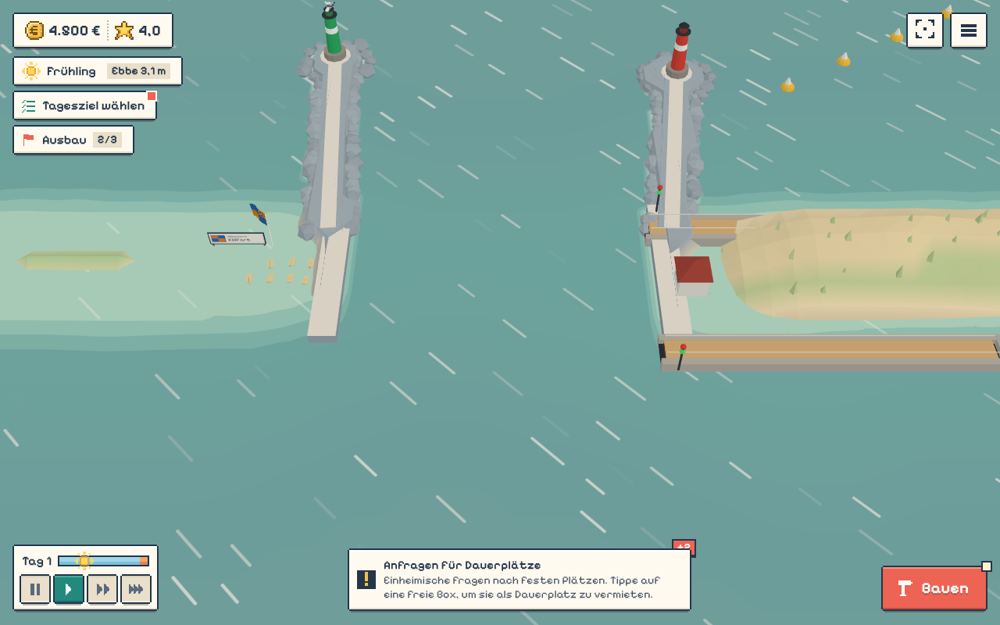 4.800 €
4,0
Frühling
Ebbe 3,1 m
Tagesziel wählen
Ausbau
2/3
Tag 1
Anfragen für Dauerplätze
Einheimische fragen nach festen Plätzen. Tippe auf
eine freie Box, um sie als Dauerplatz zu vermieten.
Bauen